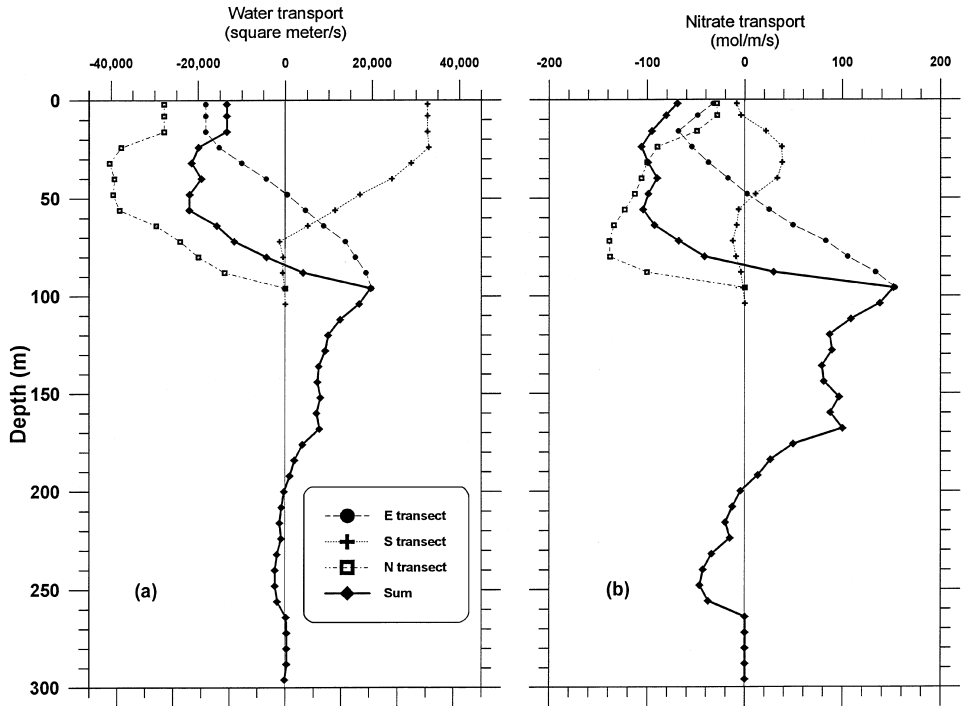 Water transport
(square meter/s)
-40,000 -20,000 0 20,000 40,000
Nitrate transport
(mol/m/s)
-200 -100 0 100 200
Depth (m)
0
50
100
150
200
250
300
E transect
S transect
N transect
Sum
(a)
(b)